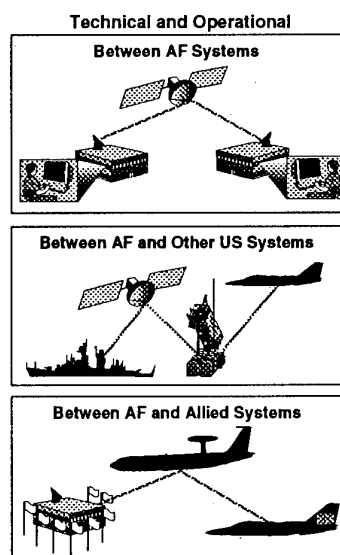 Technical and Operational
Between AF Systems
Between AF and Other US Systems
Between AF and Allied Systems